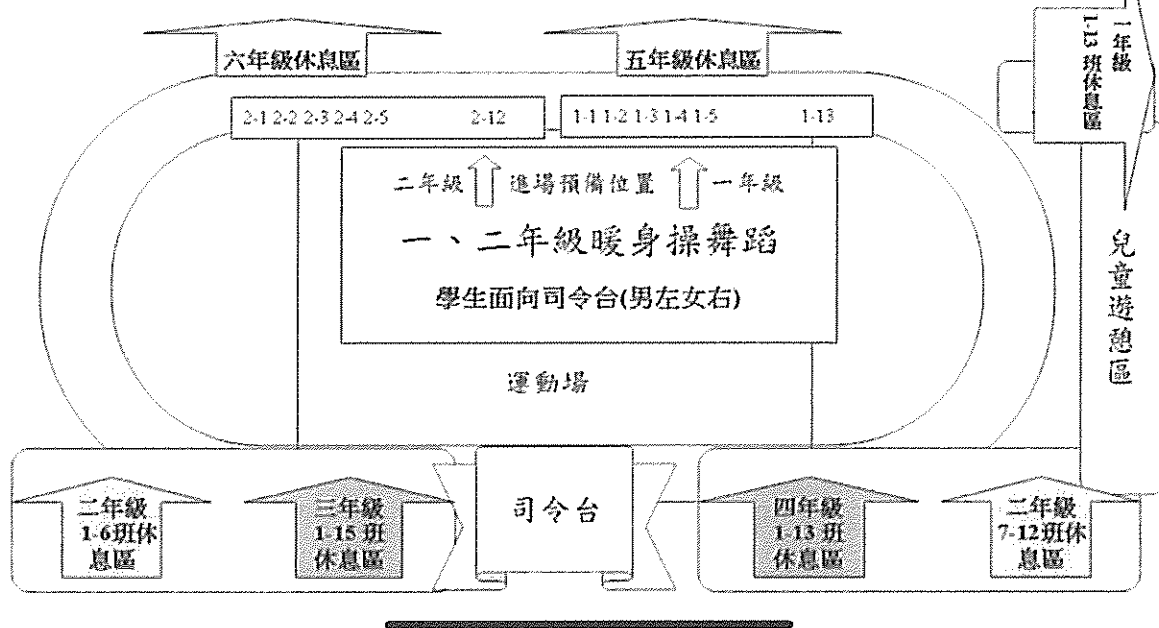 六年級休息區
五年級休息區
一年級
1-13 班休息區
2-1 2-2 2-3 2-4 2-5 2-12
1-1 1-2 1-3 1-4 1-5 1-13
二年級 進場預備位置 一年級
一、二年級暖身操舞蹈
學生面向司令台(男左女右)
兒童遊憩區
運動場
二年級
1-6班休
息區
三年級
1-15 班
休息區
司令台
四年級
1-13 班
休息區
二年級
7-12班休
息區